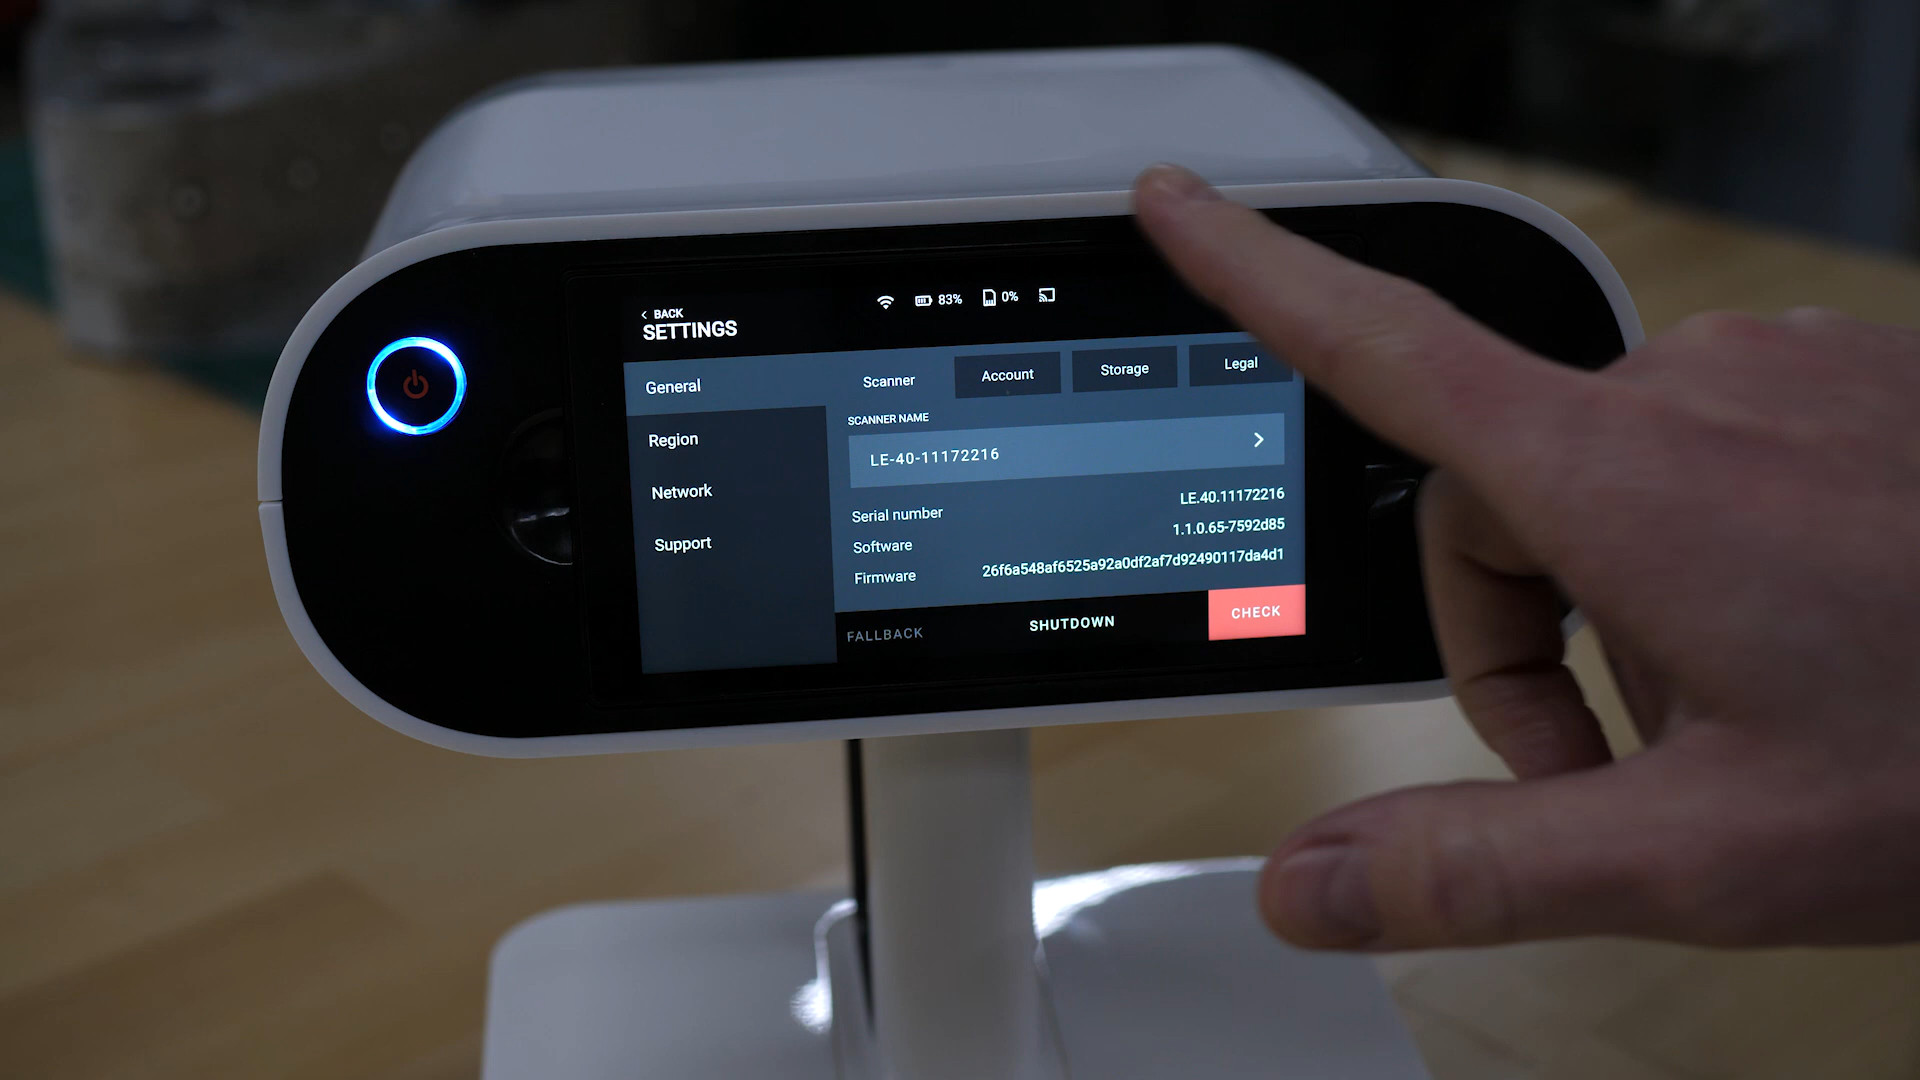 83% 0%
BACK
SETTINGS
General
Region
Network
Support
Scanner Account Storage Legal
SCANNER NAME
LE-40-11172216
Serial number LE.40.11172216
Software 1.1.0.65-7592d85
Firmware 26f6a548af6525a92a0df2af7d92490117da4d1
FALLBACK SHUTDOWN CHECK